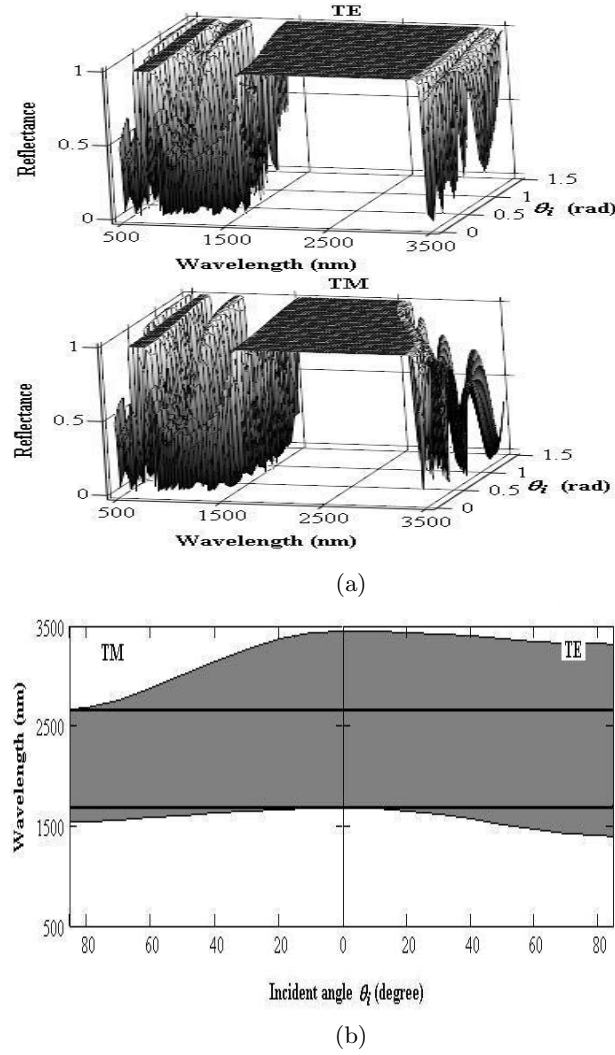 TE
1
0.5
0
Reflectance
500
1500
2500
3500
Wavelength (nm)
0
0.5
1
1.5
θi (rad)
TM
1
0.5
0
Reflectance
500
1500
2500
3500
Wavelength (nm)
0
0.5
1
1.5
θi (rad)
(a)
3500
2500
1500
500
Wavelength (nm)
TM
TE
80 60 40 20 0 20 40 60 80
Incident angle θi (degree)
(b)